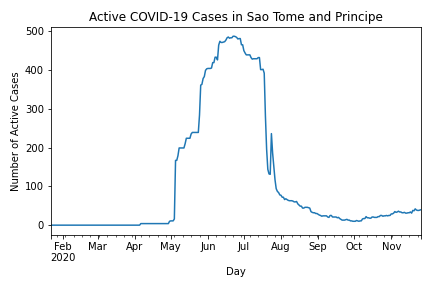 Active COVID-19 Cases in Sao Tome and Principe
Number of Active Cases
500
400
300
200
100
0
Feb Mar Apr May Jun Jul Aug Sep Oct Nov
2020
Day